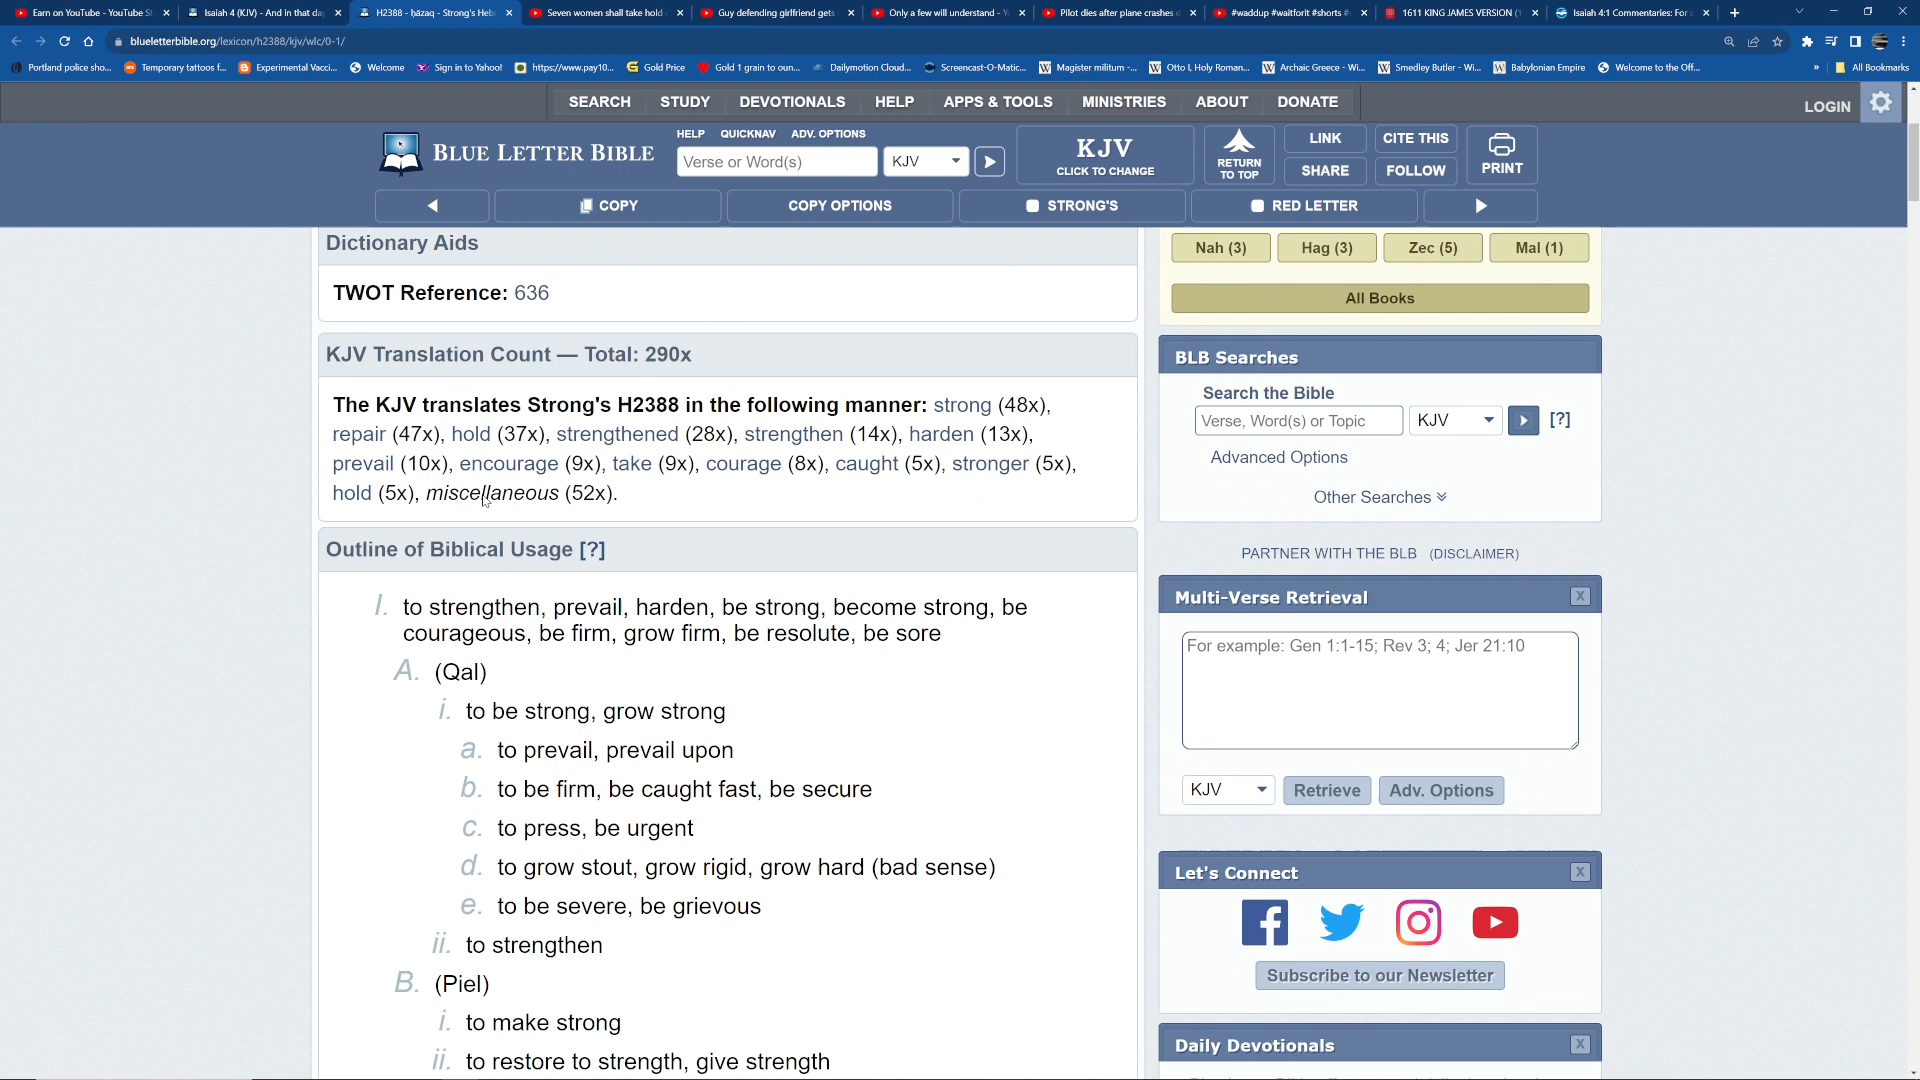 Earn on YouTube - YouTube St
Isaiah 4 (KJV) - And in that da
H2388 - ḥāzaq - Strong's Heb
Seven women shall take hold
Guy defending girlfriend gets
Only a few will understand - Y
Pilot dies after plane crashes
#waddup #waitforit #shorts #
1611 KING JAMES VERSION (
Isaiah 4:1 Commentaries: For
blueletterbible.org/lexicon/h2388/kjv/wlc/0-1/
Portland police sho...
Temporary tattoos f...
Experimental Vacci...
Welcome
Sign in to Yahoo!
https://www.pay10...
Gold Price
Gold 1 grain to oun...
Dailymotion Cloud...
Screencast-O-Matic...
Magister militum -...
Otto I, Holy Roman...
Archaic Greece - Wi...
Smedley Butler - Wi...
Babylonian Empire
Welcome to the Off...
»
All Bookmarks
SEARCH STUDY DEVOTIONALS HELP APPS & TOOLS MINISTRIES ABOUT DONATE
LOGIN
BLUE LETTER BIBLE
HELP QUICKNAV ADV. OPTIONS
Verse or Word(s)
KJV
KJV
CLICK TO CHANGE
RETURN
TO TOP
LINK
CITE THIS
SHARE
FOLLOW
PRINT
COPY
COPY OPTIONS
STRONG'S
RED LETTER
Dictionary Aids
TWOT Reference: 636
KJV Translation Count — Total: 290x
The KJV translates Strong's H2388 in the following manner: strong (48x),
repair (47x), hold (37x), strengthened (28x), strengthen (14x), harden (13x),
prevail (10x), encourage (9x), take (9x), courage (8x), caught (5x), stronger (5x),
hold (5x), miscellaneous (52x).
Outline of Biblical Usage [?]
I. to strengthen, prevail, harden, be strong, become strong, be
courageous, be firm, grow firm, be resolute, be sore
A. (Qal)
i. to be strong, grow strong
a. to prevail, prevail upon
b. to be firm, be caught fast, be secure
c. to press, be urgent
d. to grow stout, grow rigid, grow hard (bad sense)
e. to be severe, be grievous
ii. to strengthen
B. (Piel)
i. to make strong
ii. to restore to strength, give strength
Nah (3) Hag (3) Zec (5) Mal (1)
All Books
BLB Searches
Search the Bible
Verse, Word(s) or Topic
KJV
[?]
Advanced Options
Other Searches
PARTNER WITH THE BLB (DISCLAIMER)
Multi-Verse Retrieval
X
For example: Gen 1:1-15; Rev 3; 4; Jer 21:10
KJV
Retrieve
Adv. Options
Let's Connect
X
Subscribe to our Newsletter
Daily Devotionals
X